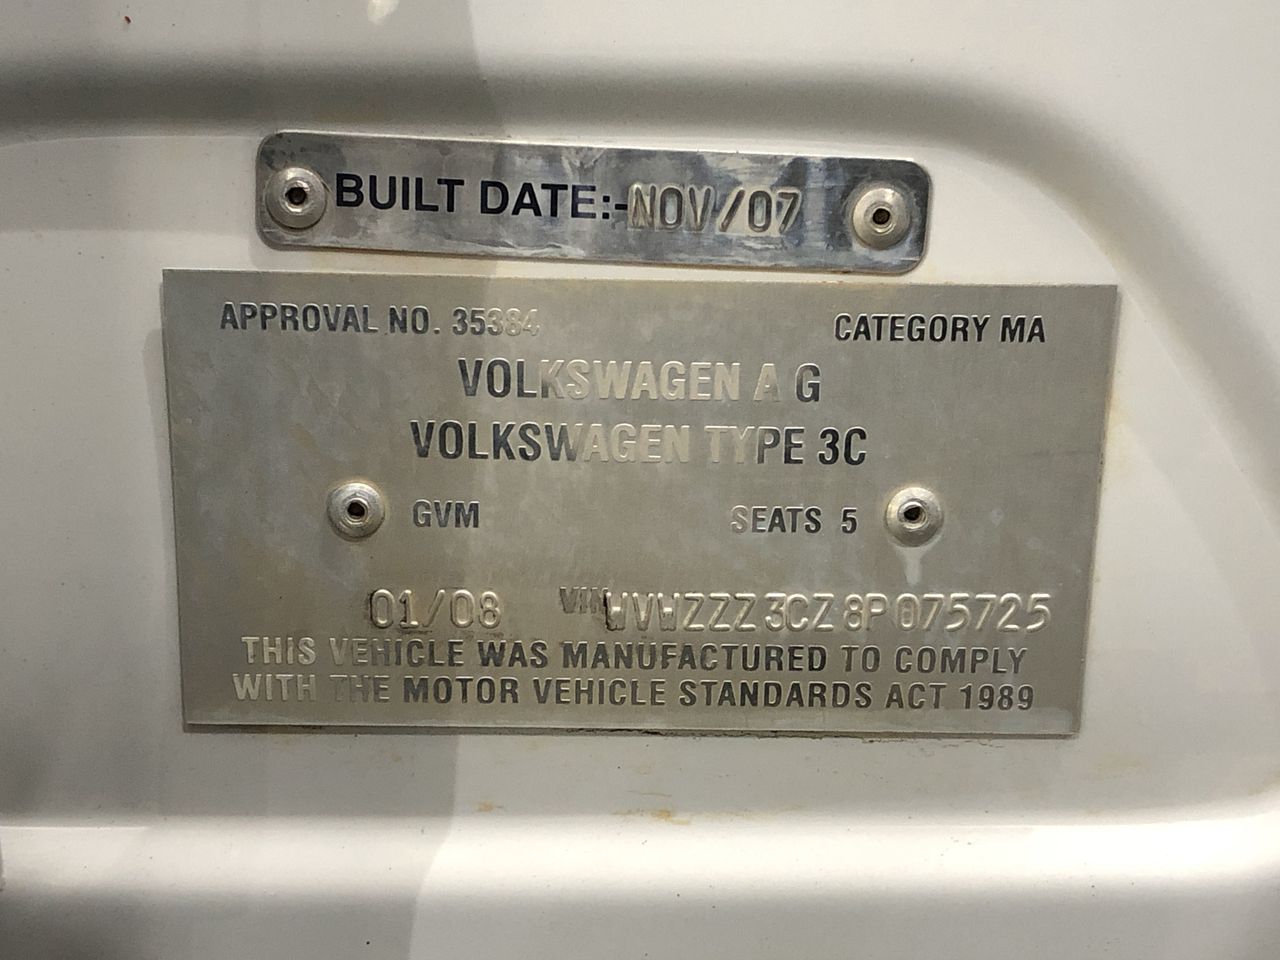 BUILT DATE:-NOV/07
APPROVAL NO. 35384 CATEGORY MA
VOLKSWAGEN A G
VOLKSWAGEN TYPE 3C
GVM SEATS 5
01/08 VIN WVWZZZ3CZ8P075725
THIS VEHICLE WAS MANUFACTURED TO COMPLY
WITH THE MOTOR VEHICLE STANDARDS ACT 1989